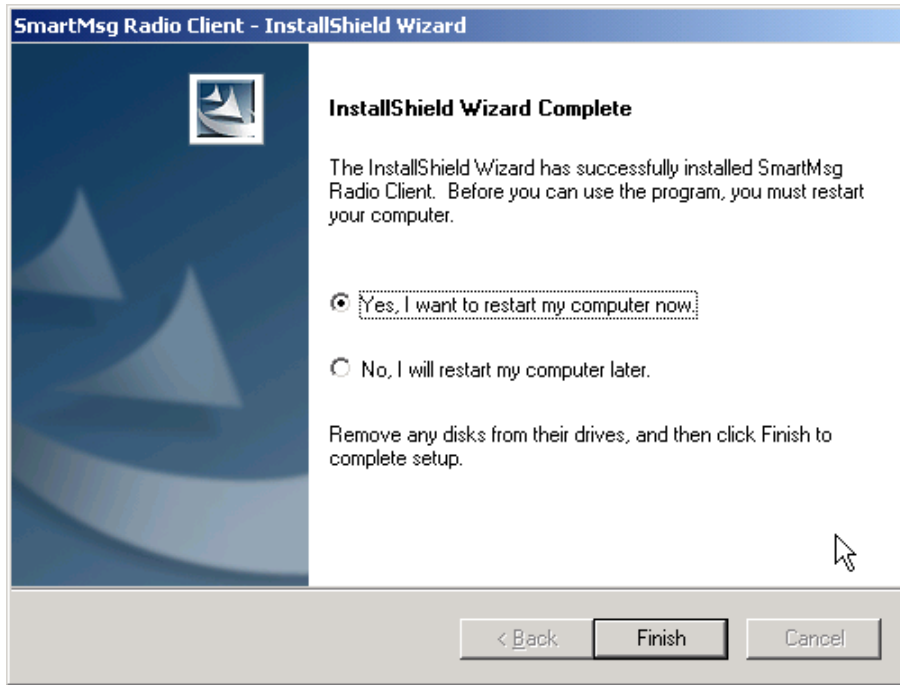 SmartMsg Radio Client - InstallShield Wizard
InstallShield Wizard Complete
The InstallShield Wizard has successfully installed SmartMsg
Radio Client.  Before you can use the program, you must restart
your computer.
Yes, I want to restart my computer now.
No, I will restart my computer later.
Remove any disks from their drives, and then click Finish to
complete setup.
< Back
Finish
Cancel